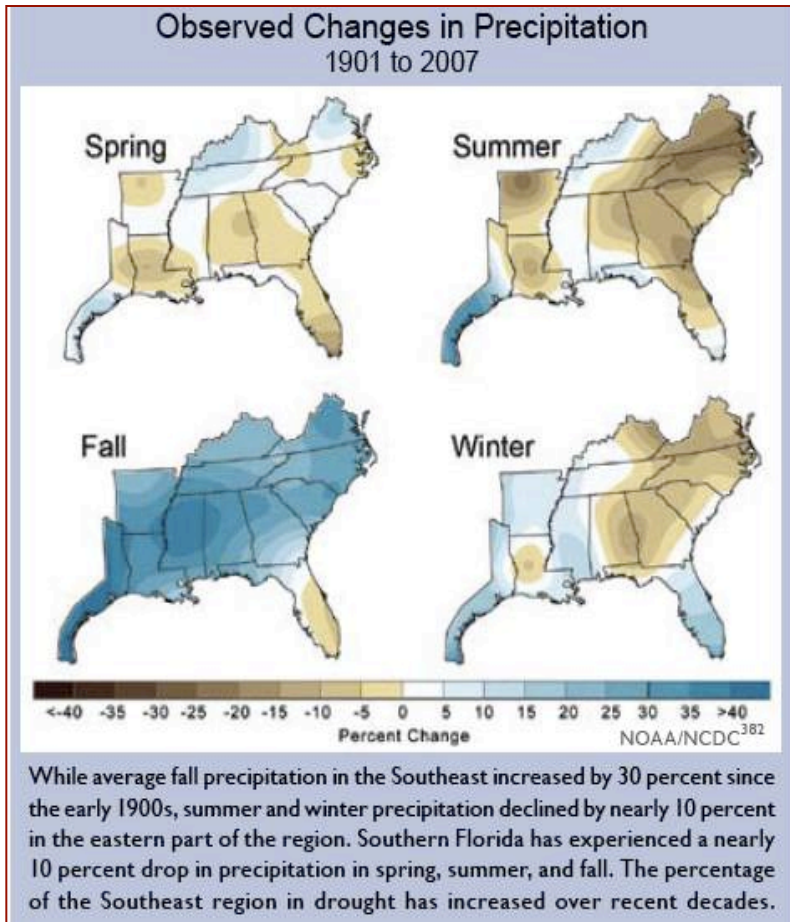 Observed Changes in Precipitation
1901 to 2007
Spring
Summer
Fall
Winter
<-40 -35 -30 -25 -20 -15 -10 -5 0 5 10 15 20 25 30 35 >40
Percent Change
NOAA/NCDC382
While average fall precipitation in the Southeast increased by 30 percent since
the early 1900s, summer and winter precipitation declined by nearly 10 percent
in the eastern part of the region. Southern Florida has experienced a nearly
10 percent drop in precipitation in spring, summer, and fall. The percentage
of the Southeast region in drought has increased over recent decades.